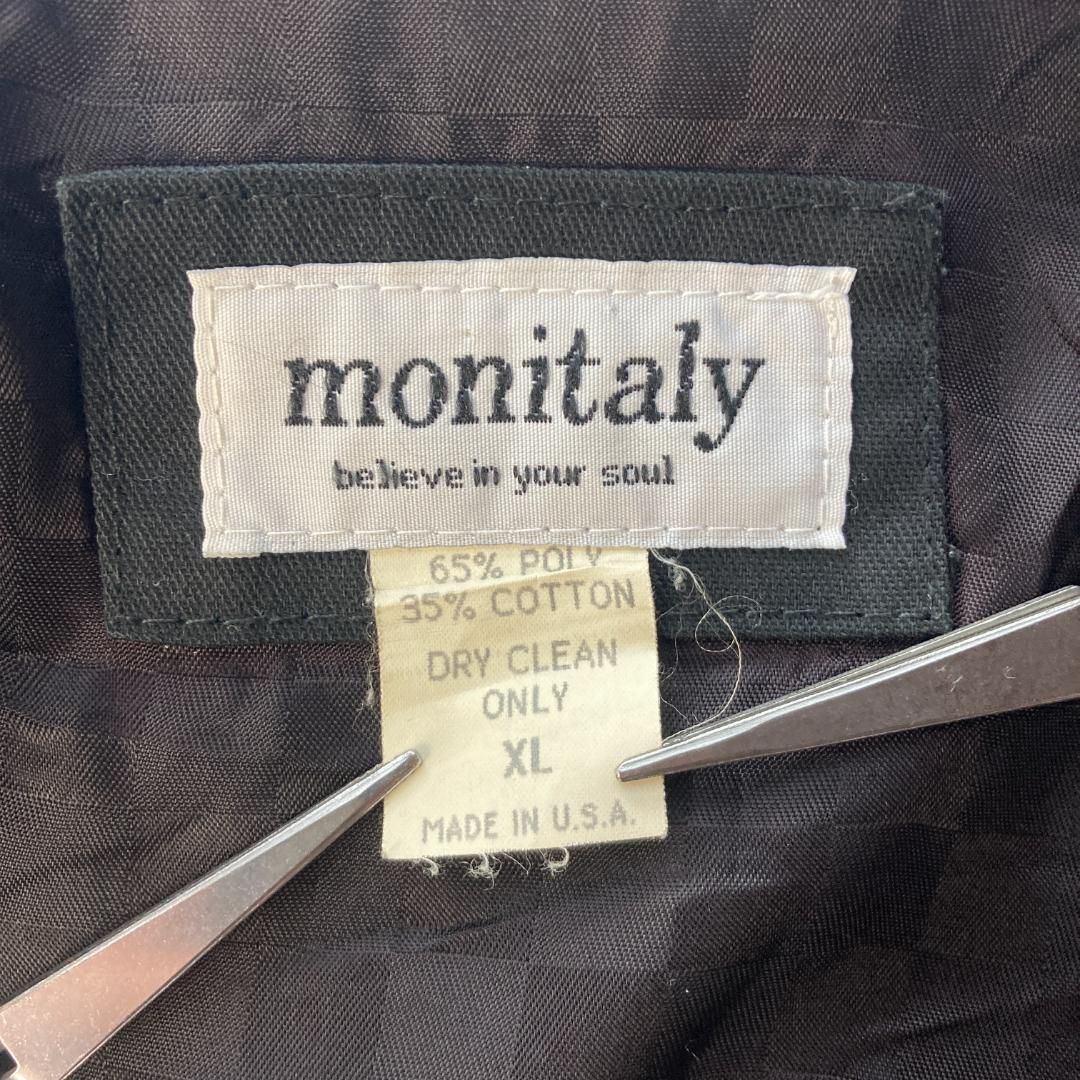 monitaly
believe in your soul
65% POLY
35% COTTON
DRY CLEAN
ONLY
XL
MADE IN U.S.A.